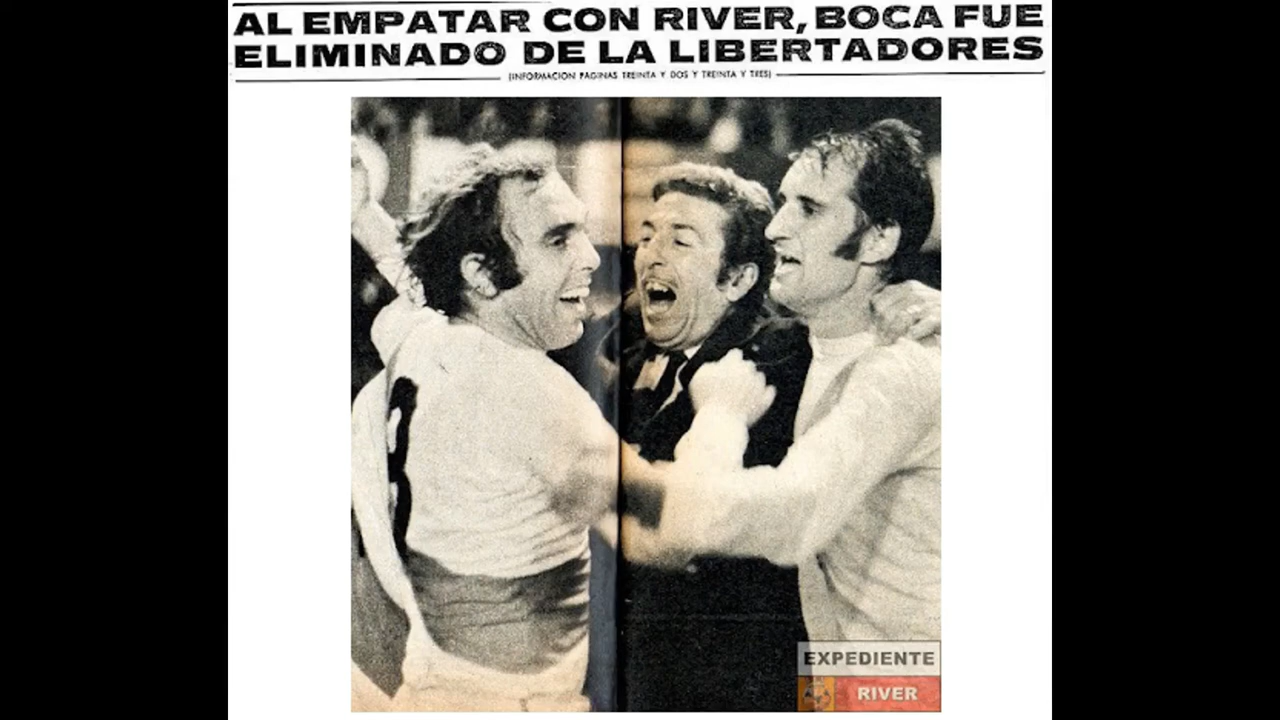 AL EMPATAR CON RIVER, BOCA FUE
ELIMINADO DE LA LIBERTADORES
(INFORMACION PAGINAS TREINTA Y DOS Y TREINTA Y TRES)
EXPEDIENTE
RIVER